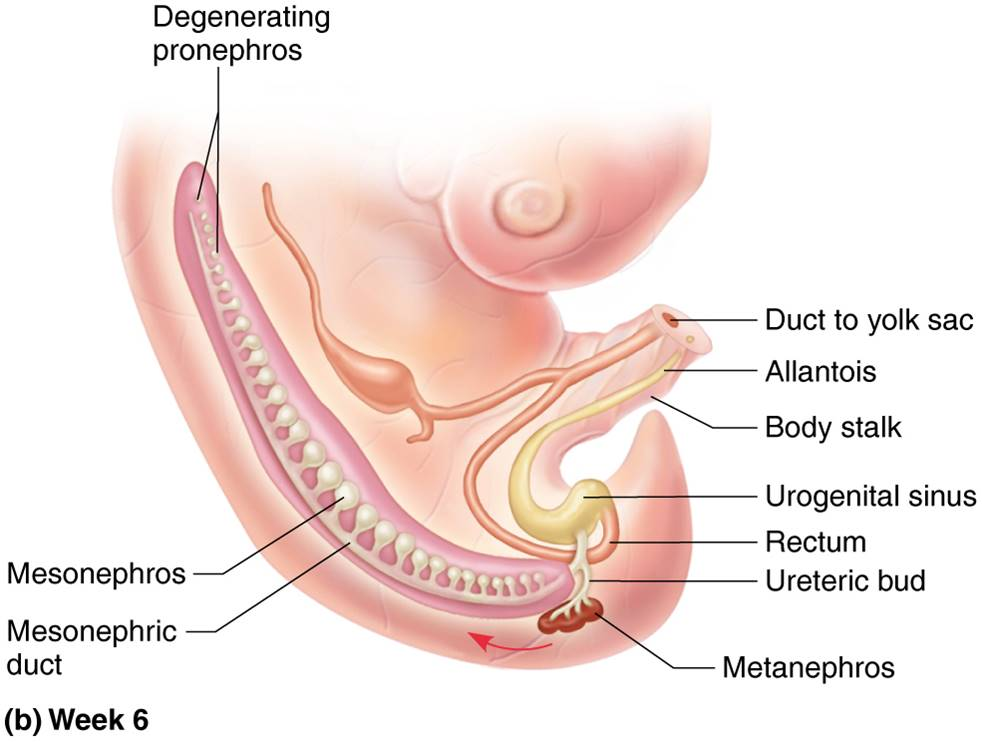 Degenerating
pronephros
Duct to yolk sac
Allantois
Body stalk
Urogenital sinus
Rectum
Ureteric bud
Metanephros
Mesonephros
Mesonephric
duct
(b) Week 6